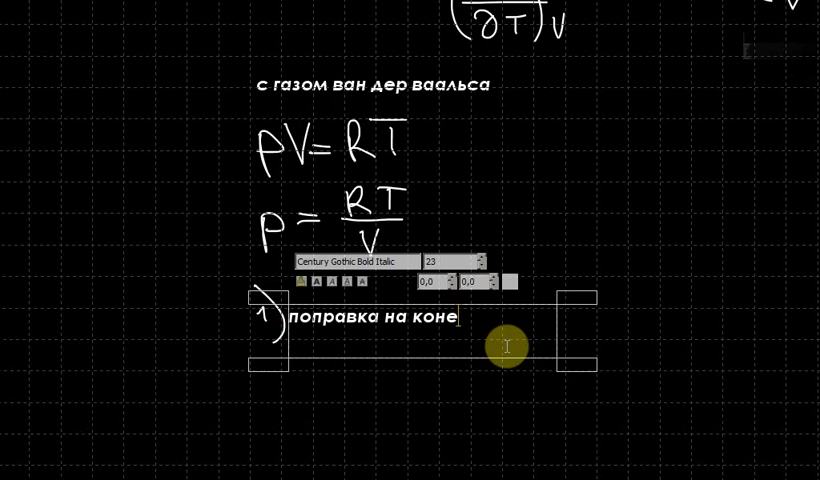 (∂T)V
с газом ван дер ваальса
pV = RT
p = RT/V
Century Gothic Bold Italic 23
A A A A A 0,0 0,0
1) поправка на коне